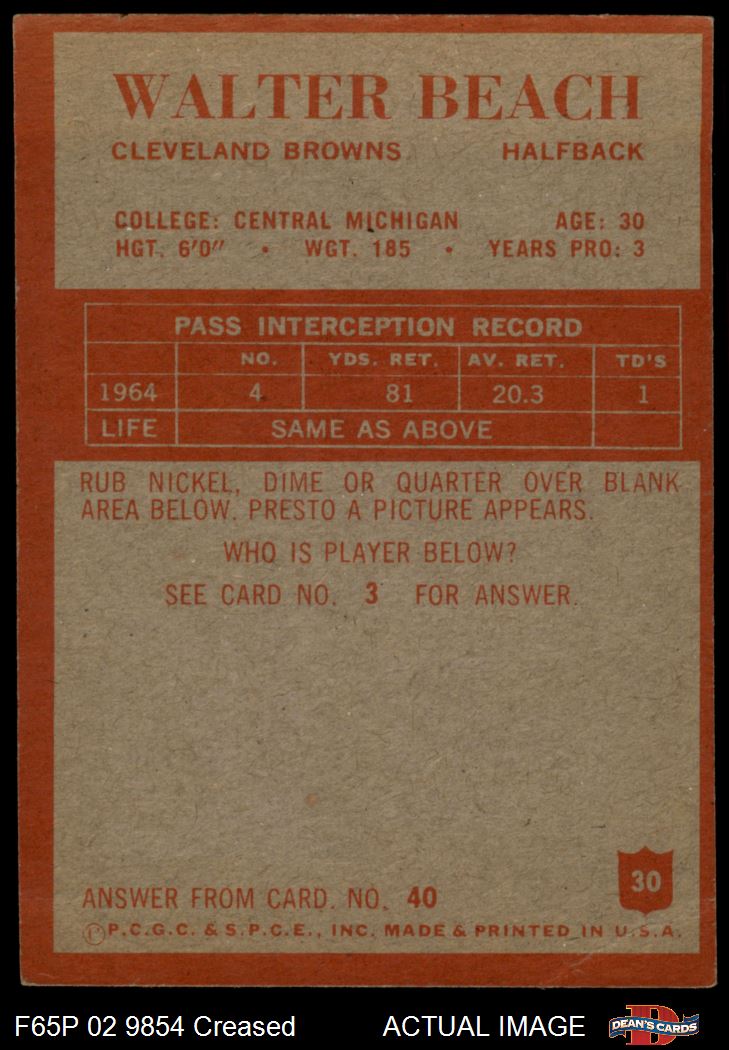 WALTER BEACH
CLEVELAND BROWNS HALFBACK
COLLEGE: CENTRAL MICHIGAN AGE: 30
HGT. 6'0" • WGT. 185 • YEARS PRO: 3
PASS INTERCEPTION RECORD
NO. YDS. RET. AV. RET. TD'S
1964 4 81 20.3 1
LIFE SAME AS ABOVE
RUB NICKEL, DIME OR QUARTER OVER BLANK
AREA BELOW. PRESTO A PICTURE APPEARS.
WHO IS PLAYER BELOW?
SEE CARD NO. 3 FOR ANSWER.
30
ANSWER FROM CARD. NO. 40
Ⓟ P.C.G.C. & S.P.C.E., INC. MADE & PRINTED IN U.S.A.
F65P 02 9854 Creased ACTUAL IMAGE DEAN'S CARDS